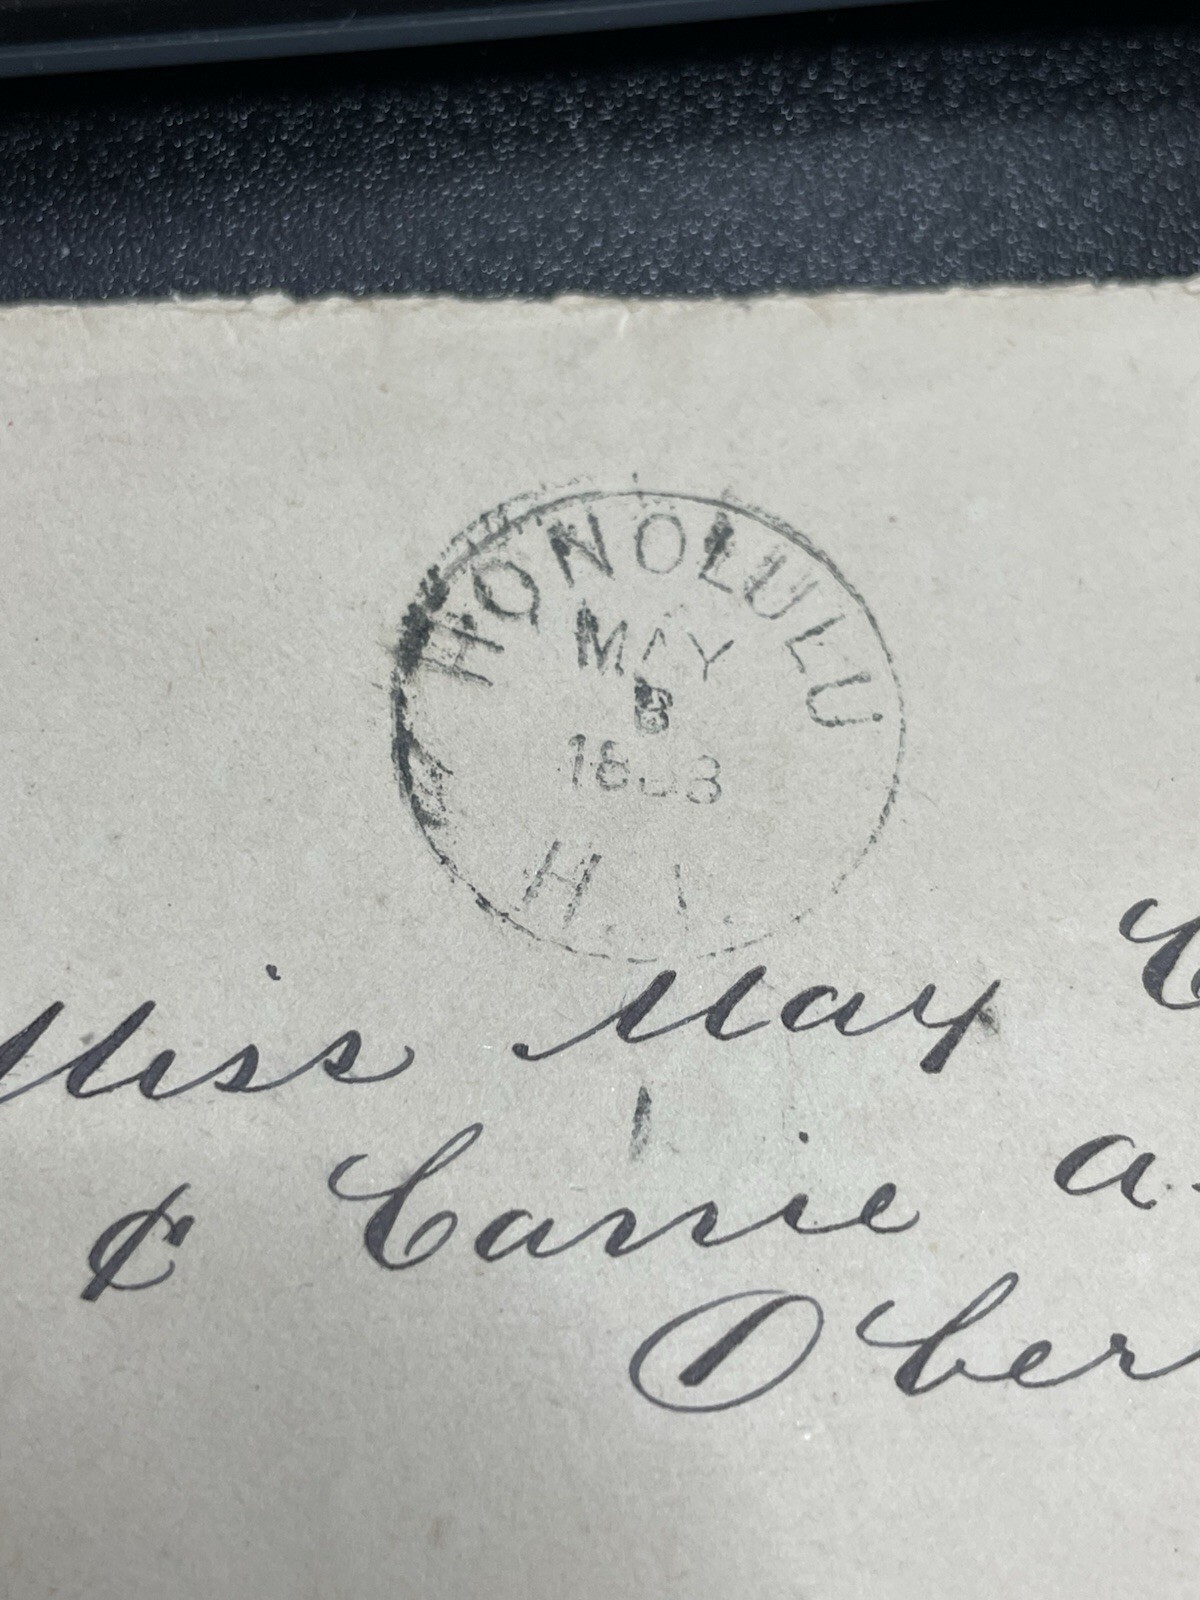 HONOLULU
MAY
8
H. I.
Miss May
¢ Carrie A.
Ober